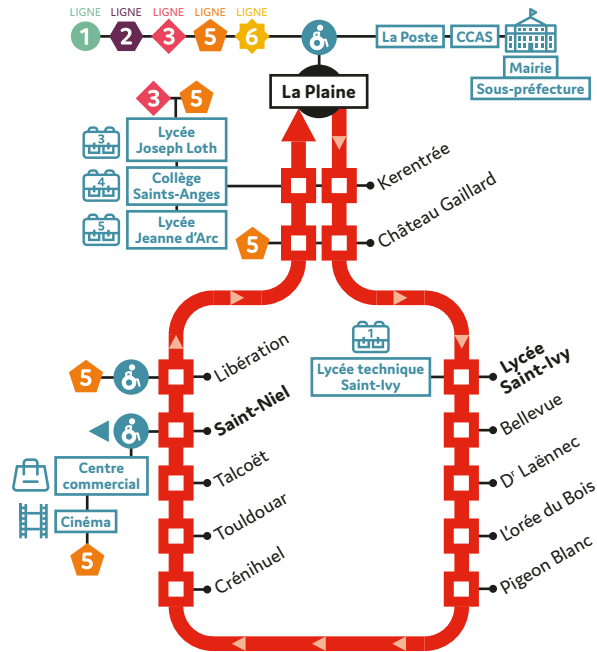 LIGNE LIGNE LIGNE LIGNE LIGNE
1 2 3 5 6
La Poste
CCAS
Mairie
Sous-préfecture
La Plaine
3 5
3
Lycée
Joseph Loth
4
Collège
Saints-Anges
5
Lycée
Jeanne d'Arc
Kerentrée
5
Château Gaillard
1
Lycée technique
Saint-Ivy
Lycée
Saint-Ivy
5
Libération
Saint-Niel
Bellevue
Centre
commercial
Talcoët
Dʳ Laënnec
Cinéma
Touldouar
L'orée du Bois
5
Crénihuel
Pigeon Blanc